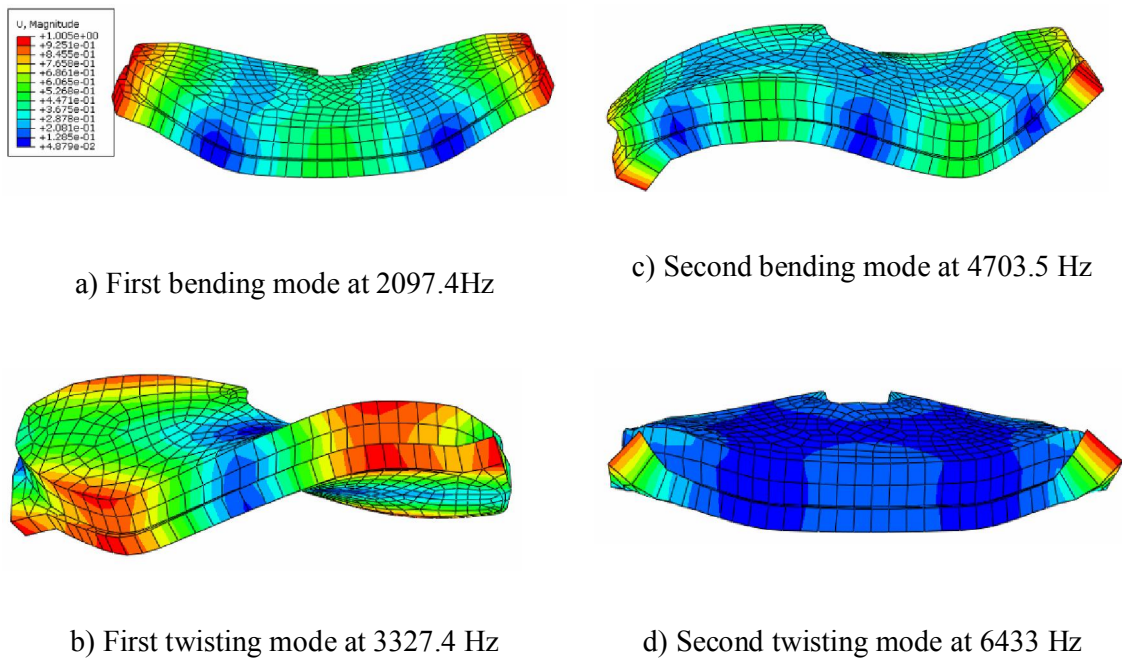 U, Magnitude
+1.005e+00
+9.251e-01
+8.455e-01
+7.658e-01
+6.861e-01
+6.065e-01
+5.268e-01
+4.471e-01
+3.675e-01
+2.878e-01
+2.081e-01
+1.285e-01
+4.879e-02
a) First bending mode at 2097.4Hz
c) Second bending mode at 4703.5 Hz
b) First twisting mode at 3327.4 Hz
d) Second twisting mode at 6433 Hz